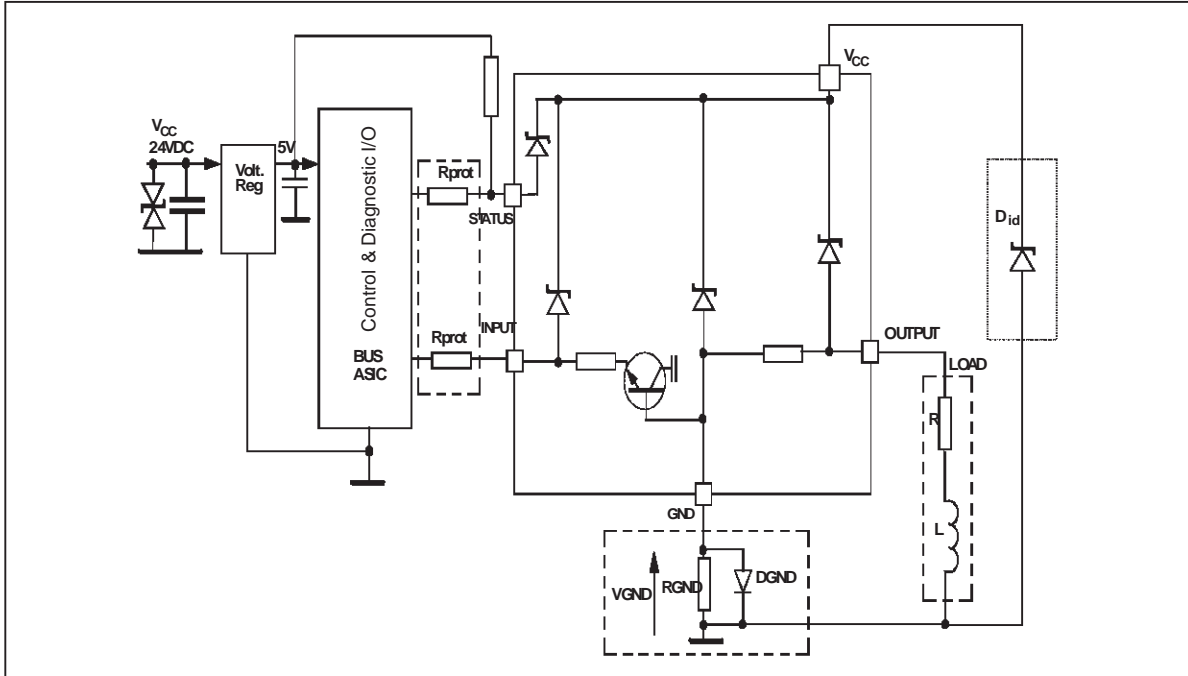 VCC
VCC
24VDC
5V
Volt.
Reg
Control & Diagnostic I/O
Rprot
STATUS
Did
Rprot
INPUT
BUS
ASIC
OUTPUT
LOAD
R
L
GND
VGND
RGND
DGND